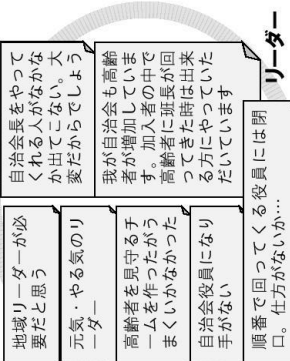 リーダー
自治会長をやって
くれる人がなかな
か出てこない。大
変だからでしょう
我が自治会も高齢
者が増加していま
す。加入者の中で
高齢者に班長が回
ってきた時は出来
る方にやっていた
だいています
地域リーダーが必
要だと思う
元気・やる気のリ
ーダー
高齢者を見守るチ
ームを作ったがう
まくいかなかった
自治会役員になり
手がない
順番で回ってくる役員には閉
口。 仕方がないか…